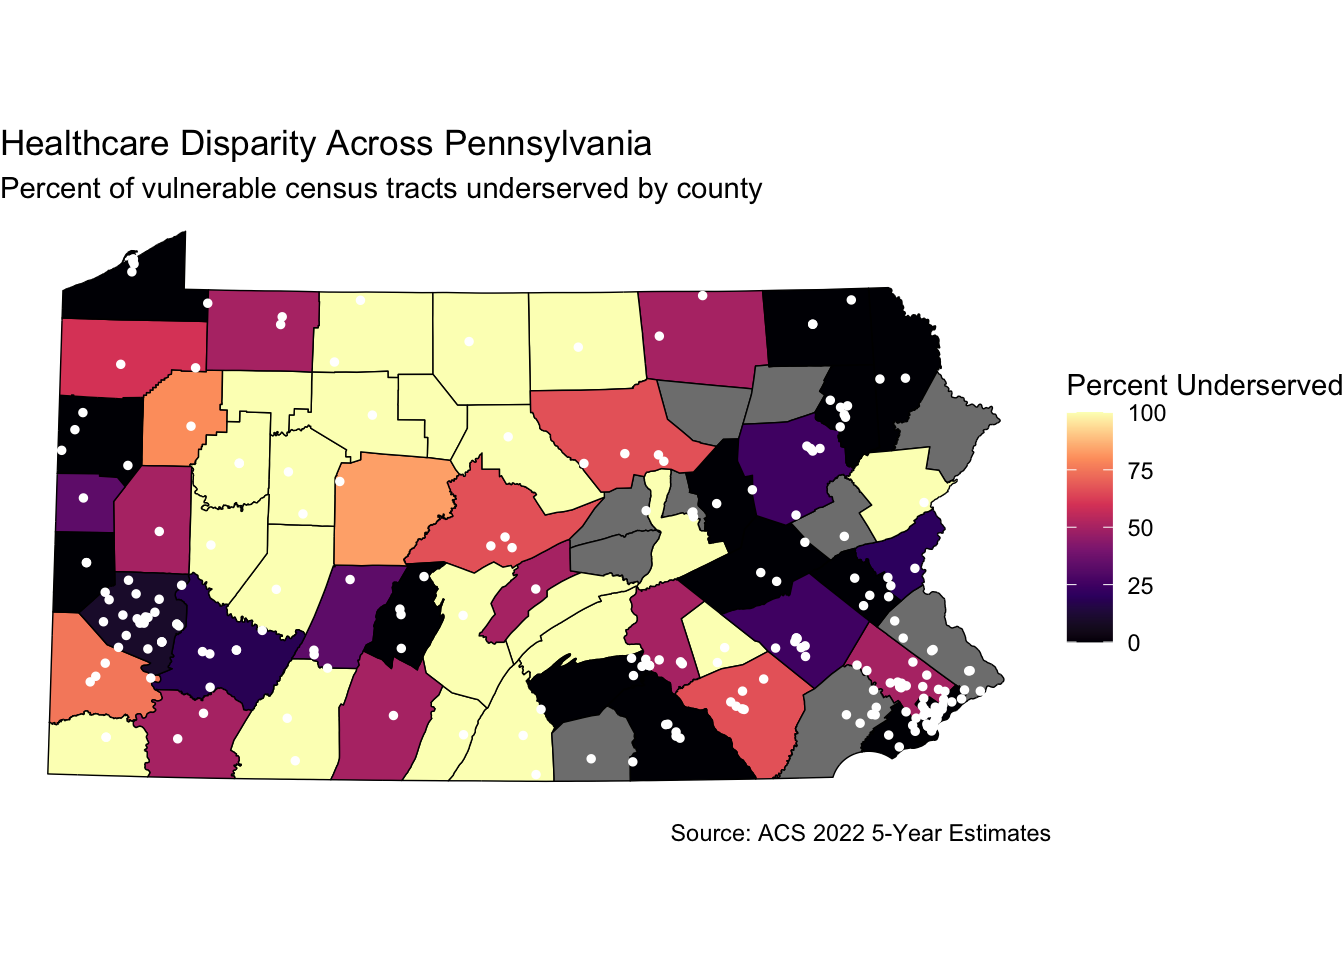 Healthcare Disparity Across Pennsylvania
Percent of vulnerable census tracts underserved by county
Percent Underserved
100
75
50
25
0
Source: ACS 2022 5-Year Estimates